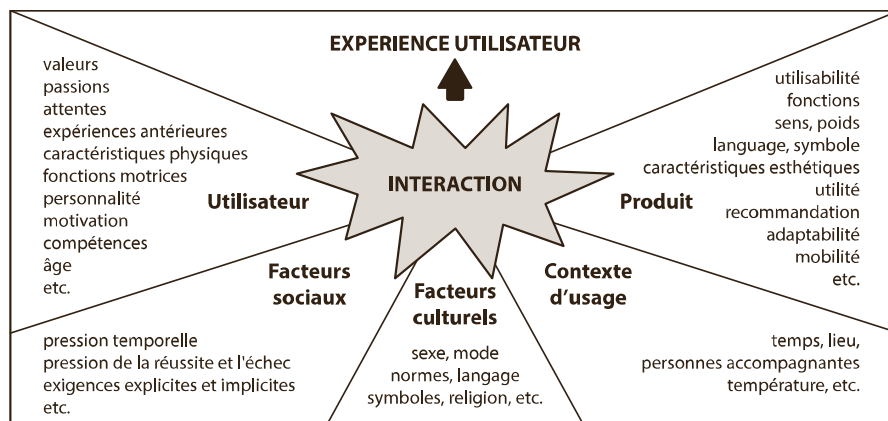 EXPERIENCE UTILISATEUR
valeurs
passions
attentes
expériences antérieures
caractéristiques physiques
fonctions motrices
personnalité
motivation
compétences
âge
etc.
Utilisateur
INTERACTION
utilisabilité
fonctions
sens, poids
language, symbole
caractéristiques esthétiques
utilité
recommandation
adaptabilité
mobilité
etc.
Produit
Facteurs
sociaux
pression temporelle
pression de la réussite et l'échec
exigences explicites et implicites
etc.
Facteurs
culturels
sexe, mode
normes, langage
symboles, religion, etc.
Contexte
d'usage
temps, lieu,
personnes accompagnantes
température, etc.